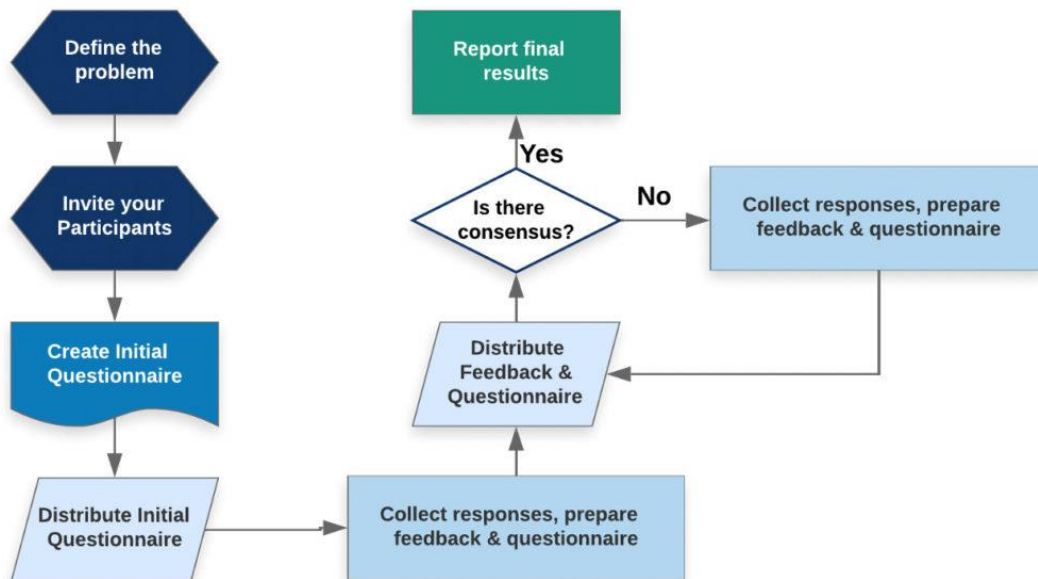 Define the
problem
Invite your
Participants
Create Initial
Questionnaire
Distribute Initial
Questionnaire
Collect responses, prepare
feedback & questionnaire
Distribute
Feedback &
Questionnaire
Is there
consensus?
Yes
Report final
results
No
Collect responses, prepare
feedback & questionnaire